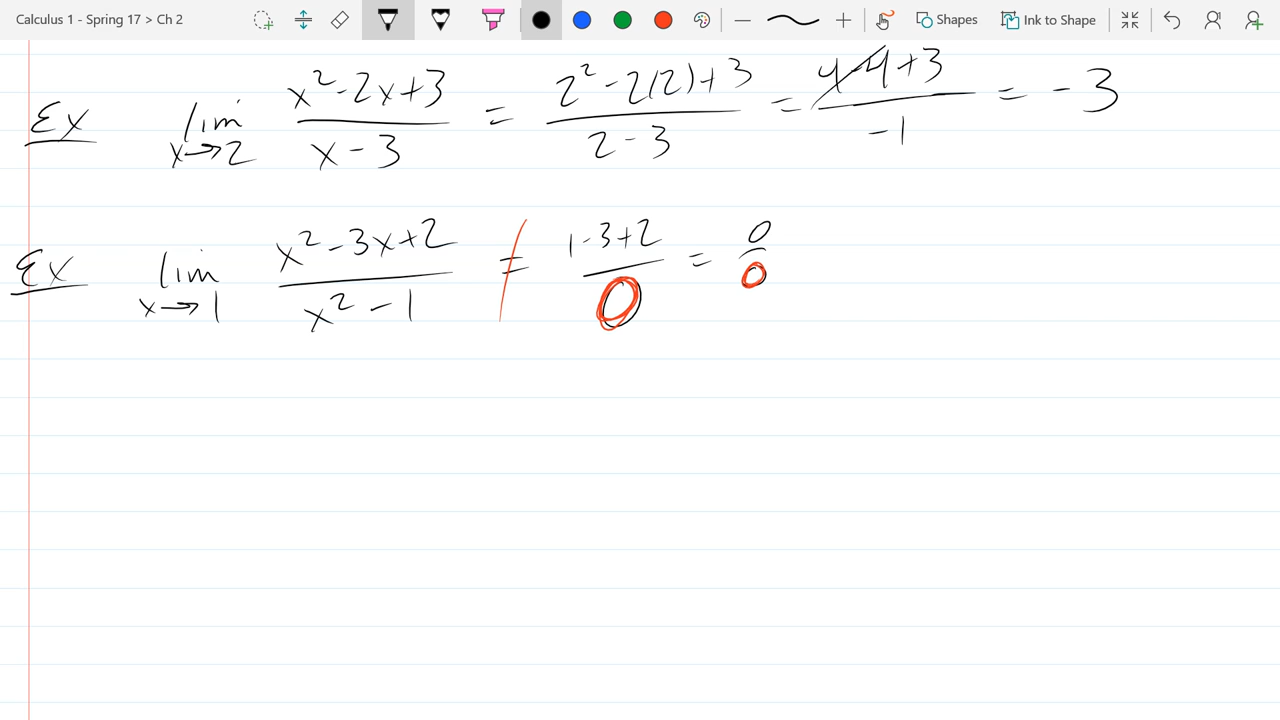 Calculus 1 - Spring 17 > Ch 2 Shapes Ink to Shape
Ex lim x→2 (x² - 2x + 3)/(x - 3) = (2² - 2(2) + 3)/(2 - 3) = (4 - 4 + 3)/(-1) = -3
Ex lim x→1 (x² - 3x + 2)/(x² - 1) ≠ (1 - 3 + 2)/0 = 0/0